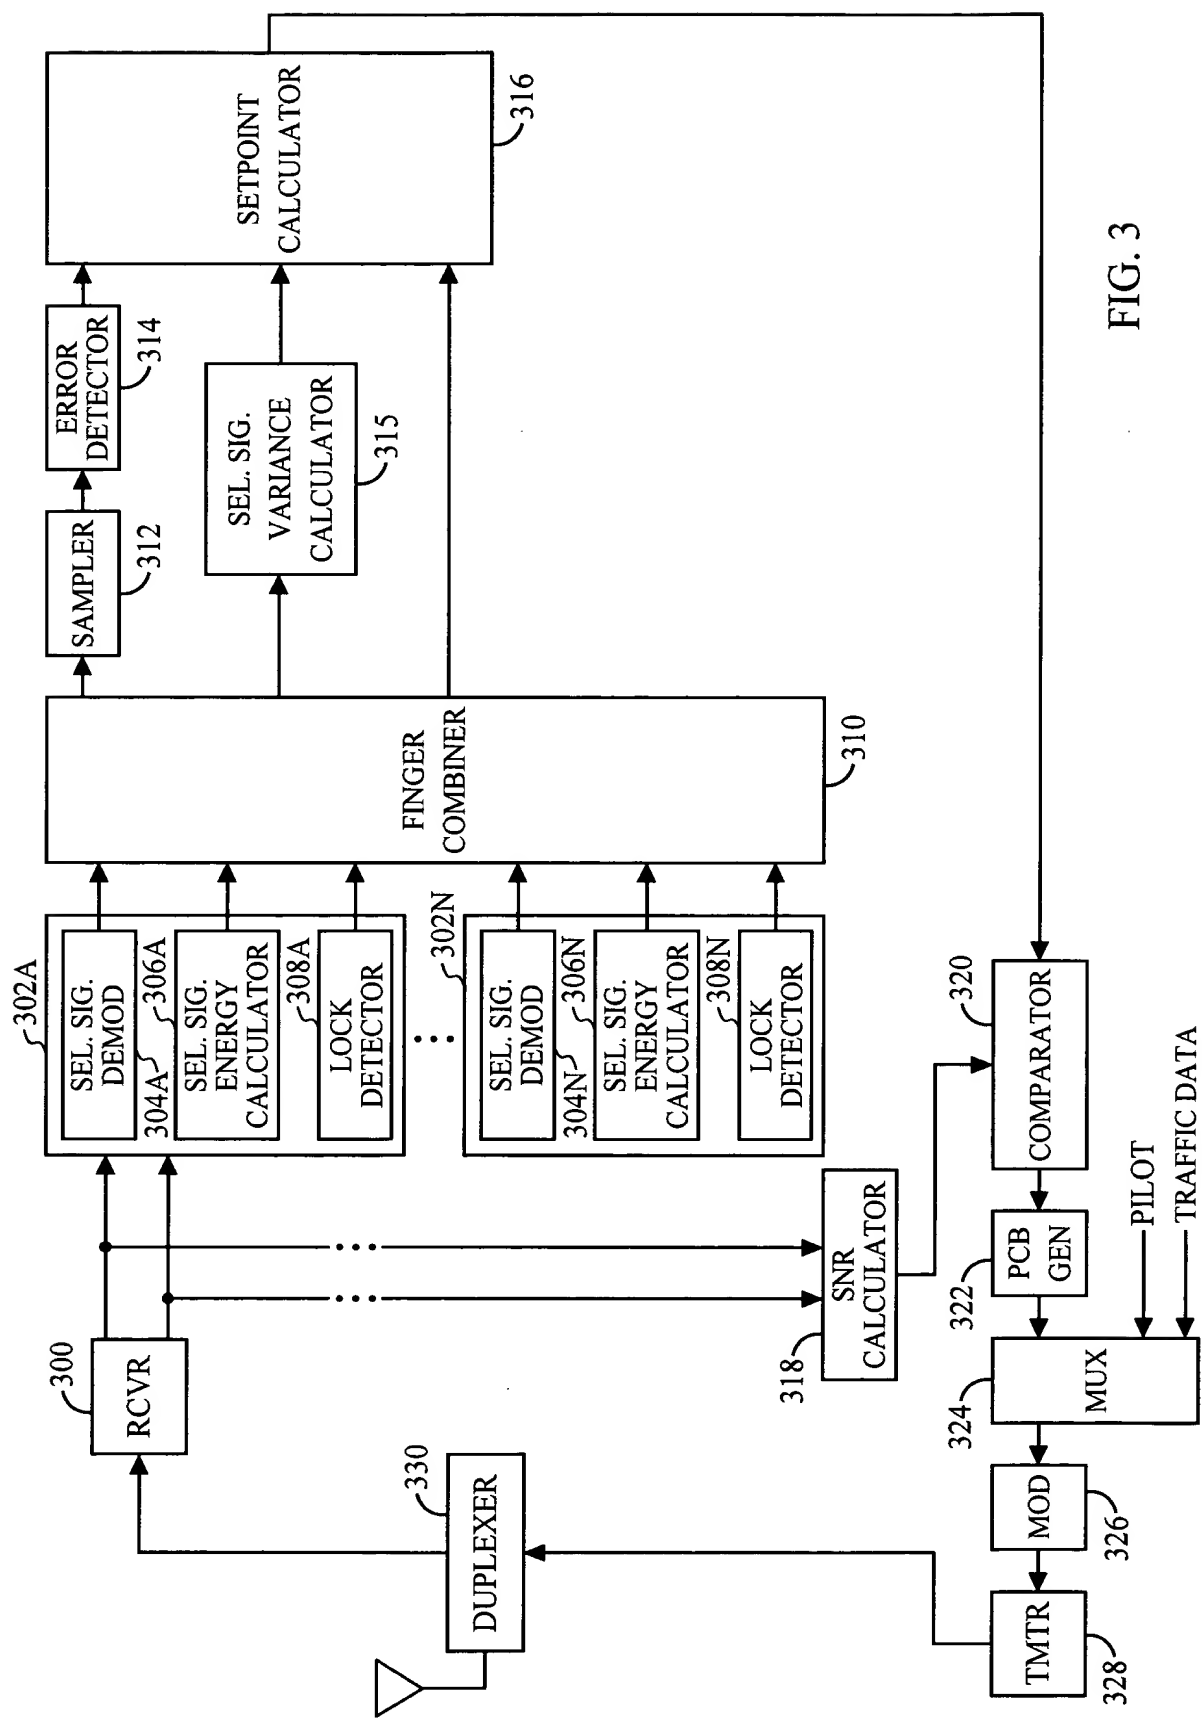 302A
SEL. SIG.
DEMOD
304A
306A
SEL. SIG.
ENERGY
CALCULATOR
308A
LOCK
DETECTOR
302N
SEL. SIG.
DEMOD
304N
306N
SEL. SIG.
ENERGY
CALCULATOR
308N
LOCK
DETECTOR
FINGER
COMBINER
310
SAMPLER
312
ERROR
DETECTOR
314
SEL. SIG.
VARIANCE
CALCULATOR
315
SETPOINT
CALCULATOR
316
300
RCVR
330
DUPLEXER
318
SNR
CALCULATOR
320
COMPARATOR
322
PCB
GEN
PILOT
TRAFFIC DATA
324
MUX
MOD
326
TMTR
328
FIG. 3